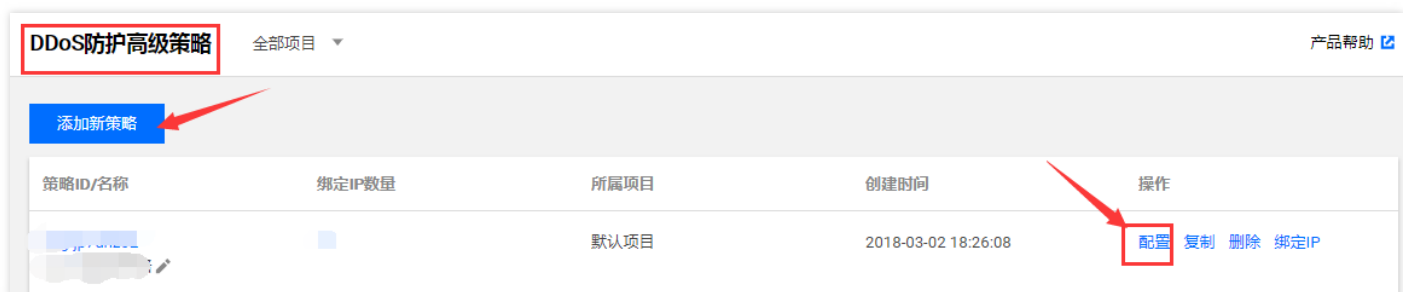 DDoS防护高级策略 全部项目 产品帮助
添加新策略
策略ID/名称 绑定IP数量 所属项目 创建时间 操作
默认项目 2018-03-02 18:26:08 配置 复制 删除 绑定IP